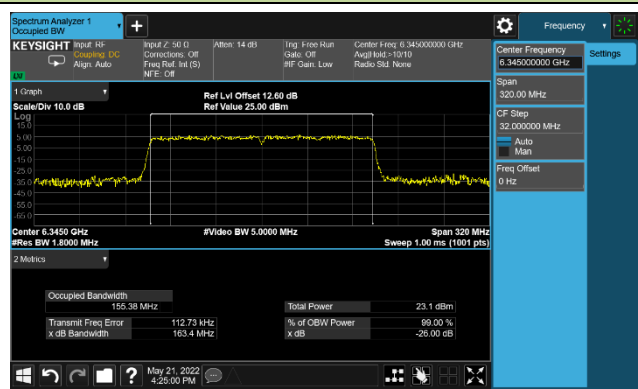 Spectrum Analyzer 1
Occupied BW
Frequency
KEYSIGHT
Input: RF
Coupling: DC
Align: Auto
Input Z: 50 Ω
Corrections: Off
Freq Ref: Int (S)
NFE: Off
Atten: 14 dB
Trig: Free Run
Gate: Off
#IF Gain: Low
Center Freq: 6.345000000 GHz
Avg|Hold:>10/10
Radio Std: None
Center Frequency
6.345000000 GHz
Settings
Span
320.00 MHz
CF Step
32.000000 MHz
Auto
Man
Freq Offset
0 Hz
1 Graph
Scale/Div 10.0 dB
Ref Lvl Offset 12.60 dB
Ref Value 25.00 dBm
Log
15.0
5.00
-5.00
-15.0
-25.0
-35.0
-45.0
-55.0
-65.0
Center 6.3450 GHz
#Res BW 1.8000 MHz
#Video BW 5.0000 MHz
Span 320 MHz
Sweep 1.00 ms (1001 pts)
2 Metrics
Occupied Bandwidth
155.38 MHz
Total Power 23.1 dBm
Transmit Freq Error 112.73 kHz
% of OBW Power 99.00 %
x dB Bandwidth 163.4 MHz
x dB -26.00 dB
May 21, 2022
4:25:00 PM